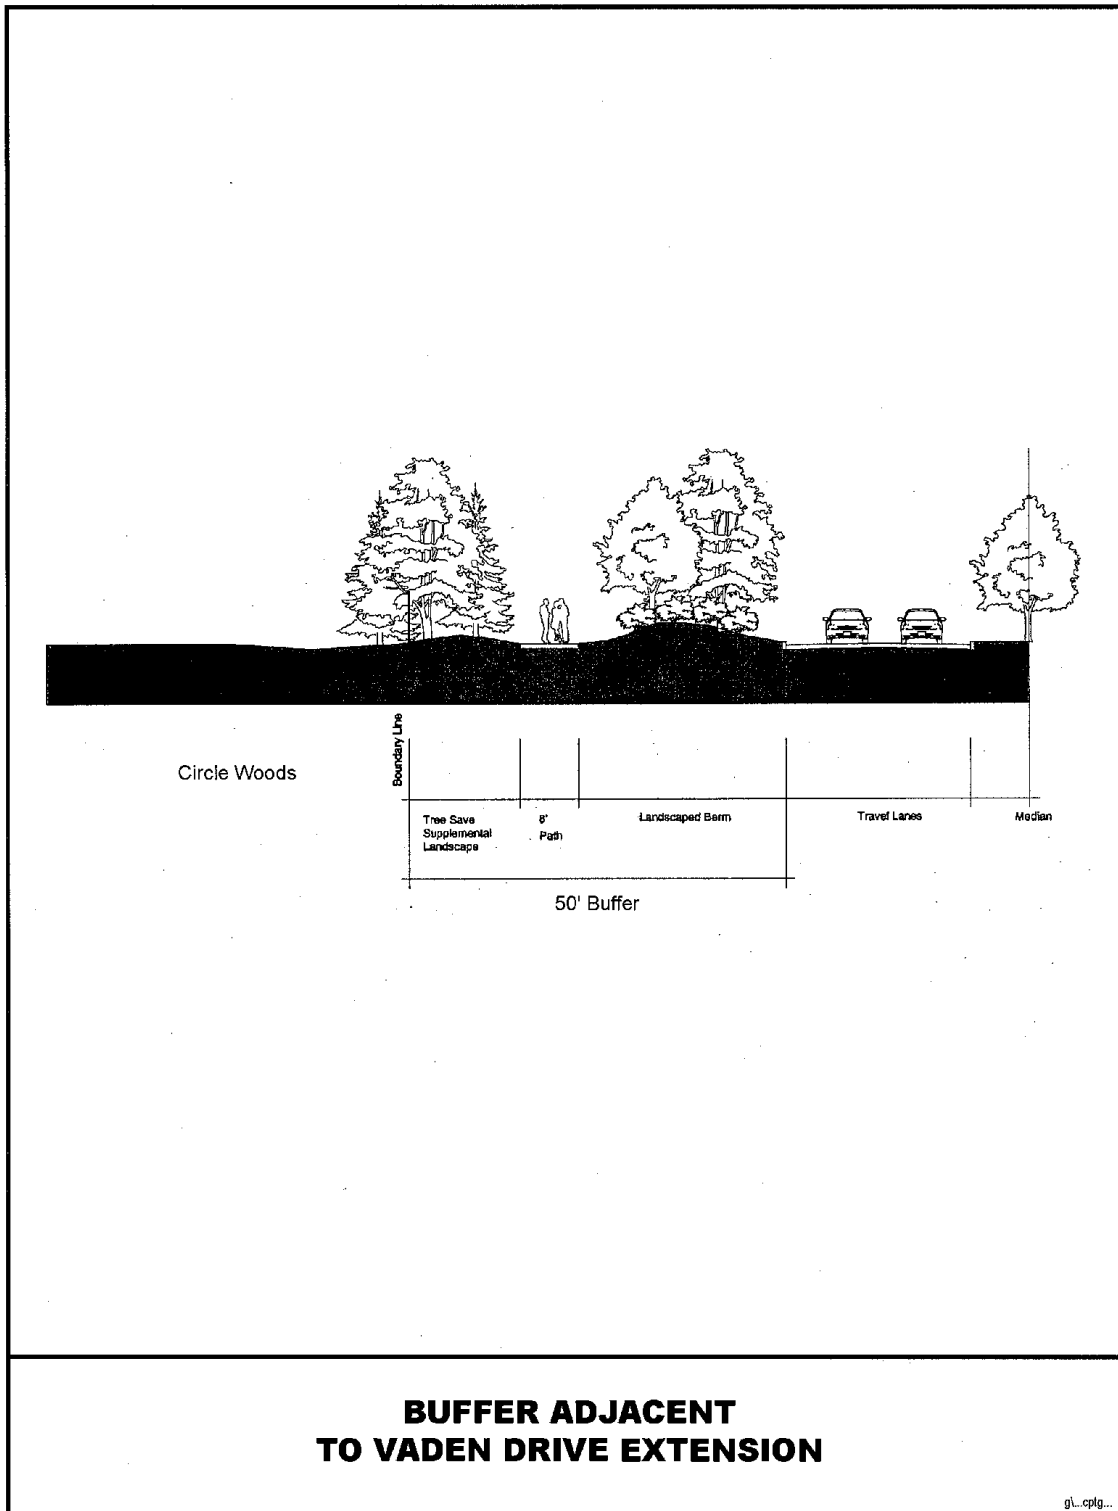 Boundary Line
Circle Woods
Tree Save
Supplemental
Landscape
8'
Path
Landscaped Berm
Travel Lanes
Median
50' Buffer
BUFFER ADJACENT
TO VADEN DRIVE EXTENSION